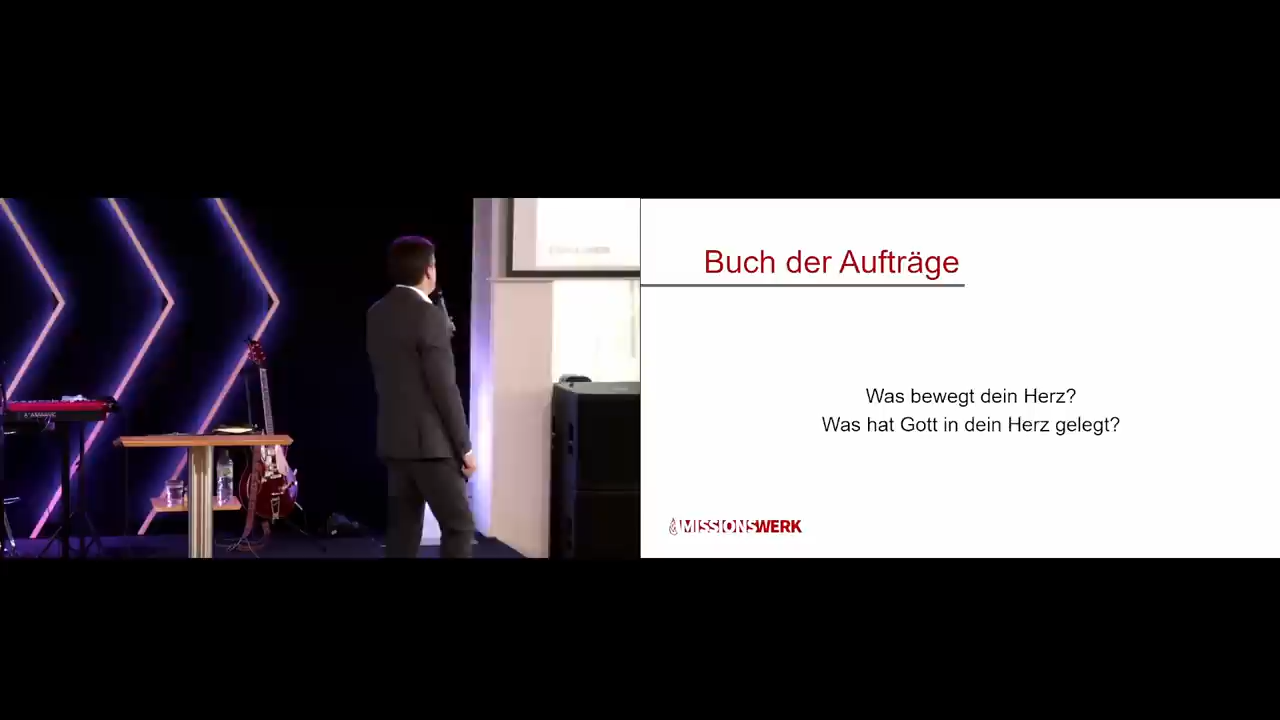 Buch der Aufträge
Was bewegt dein Herz?
Was hat Gott in dein Herz gelegt?
MISSIONSWERK